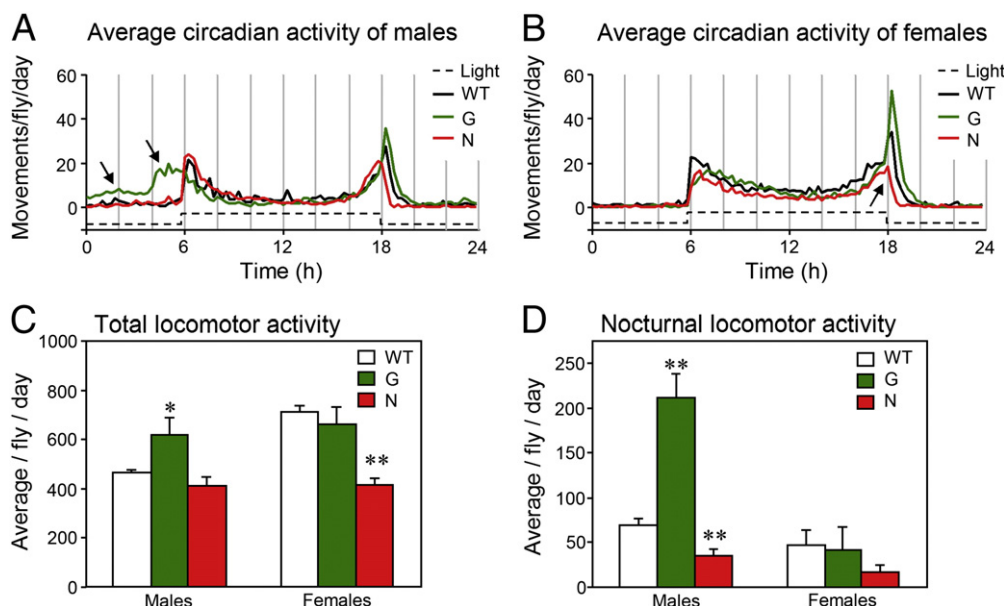 A Average circadian activity of males
Movements/fly/day
60
40
20
0
Light
WT
G
N
0 6 12 18 24
Time (h)
B Average circadian activity of females
Movements/fly/day
60
40
20
0
Light
WT
G
N
0 6 12 18 24
Time (h)
C Total locomotor activity
Average / fly / day
1000
800
600
400
200
0
WT
G
N
*
**
Males Females
D Nocturnal locomotor activity
Average / fly / day
250
200
150
100
50
0
WT
G
N
**
**
Males Females